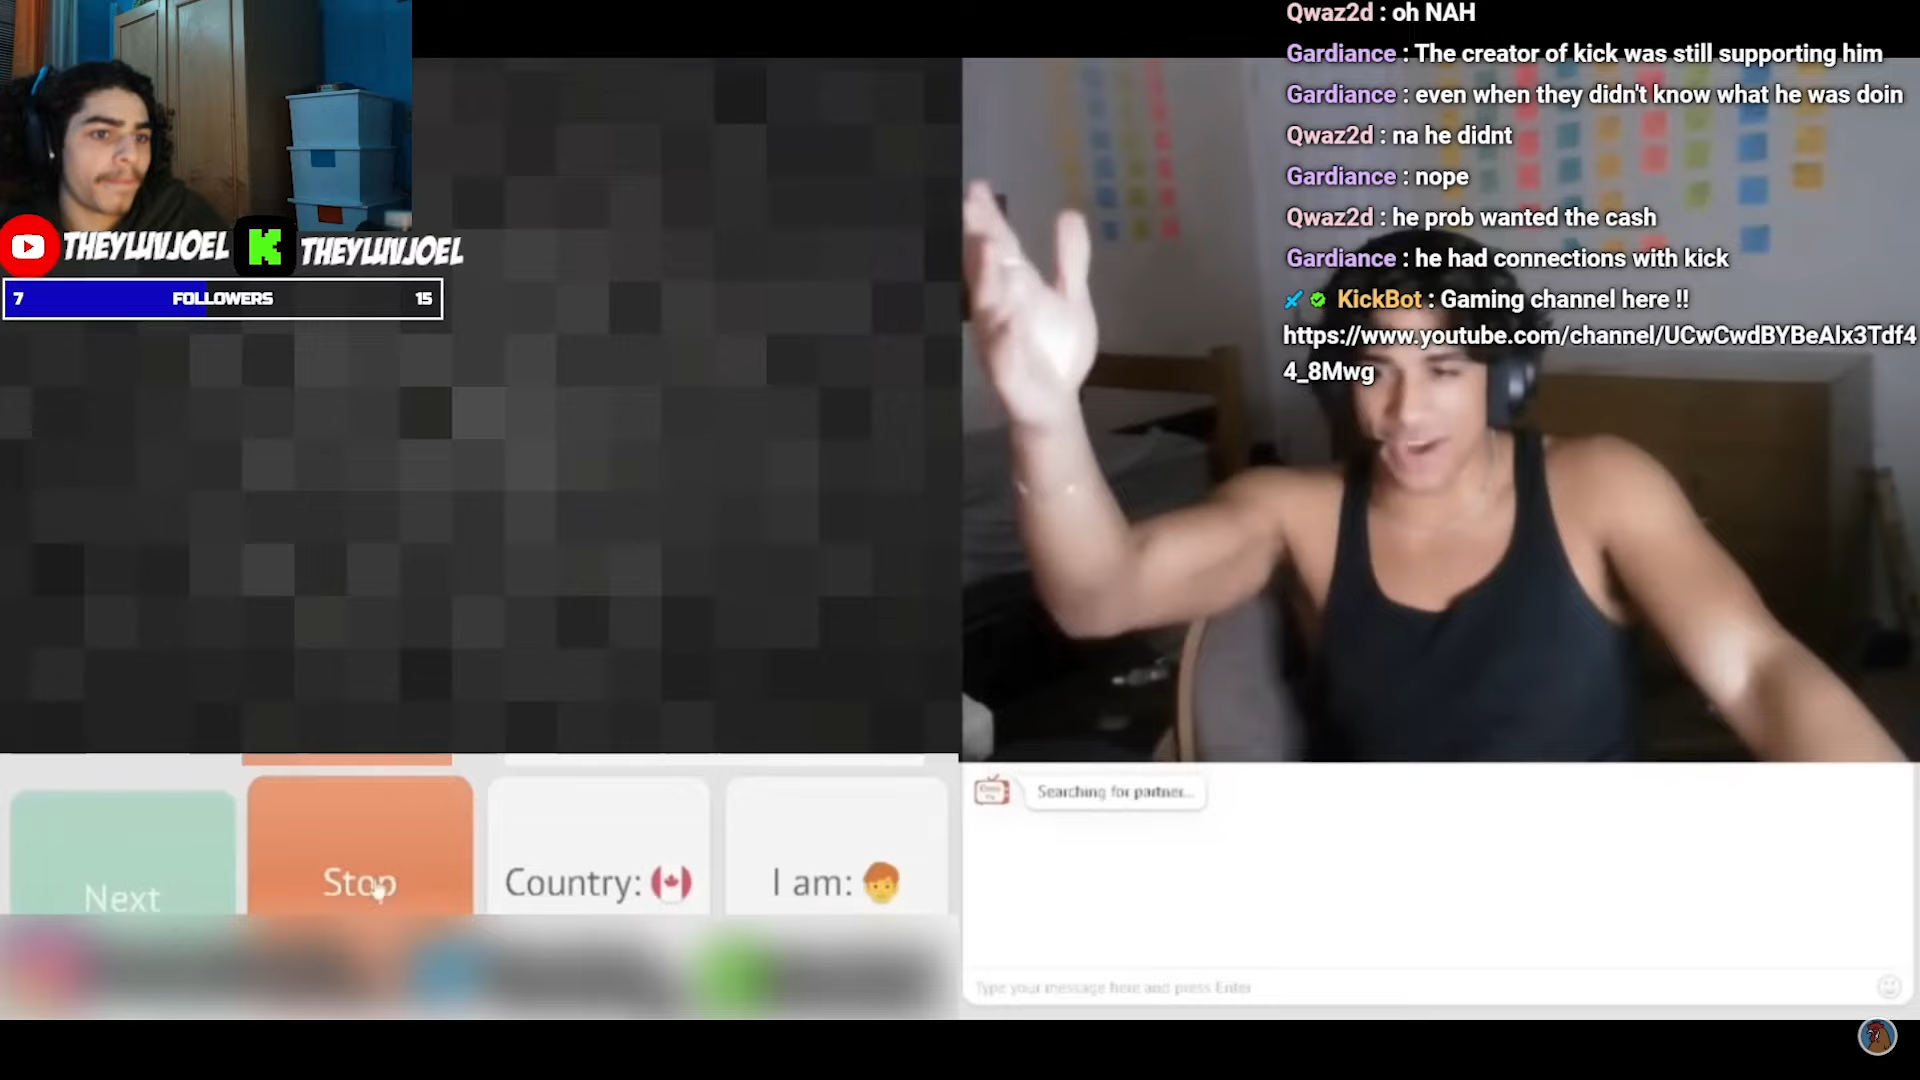 Qwaz2d : oh NAH
Gardiance : The creator of kick was still supporting him
Gardiance : even when they didn't know what he was doin
Qwaz2d : na he didnt
Gardiance : nope
Qwaz2d : he prob wanted the cash
Gardiance : he had connections with kick
KickBot : Gaming channel here !!
https://www.youtube.com/channel/UCwCwdBYBeAlx3Tdf4
4_8Mwg
THEYLUVJOEL
K THEYLUVJOEL
7 FOLLOWERS 15
Next
Stop
Country:
I am:
Searching for partner...
Type your message here and press Enter